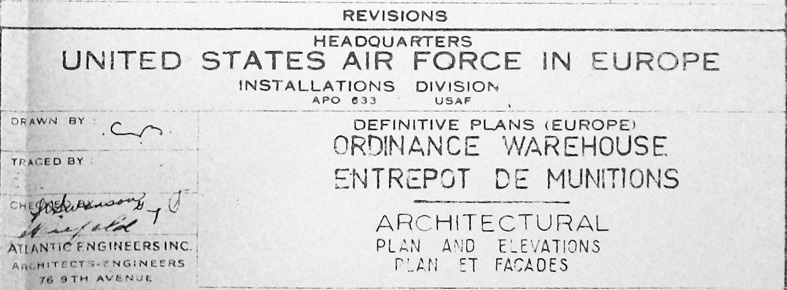 REVISIONS
HEADQUARTERS
UNITED STATES AIR FORCE IN EUROPE
INSTALLATIONS DIVISION
APO 633 USAF
DRAWN BY :
TRACED BY :
CHECKED BY
ATLANTIC ENGINEERS INC.
ARCHITECTS-ENGINEERS
76 9TH AVENUE
DEFINITIVE PLANS (EUROPE)
ORDINANCE WAREHOUSE
ENTREPOT DE MUNITIONS
ARCHITECTURAL
PLAN AND ELEVATIONS
PLAN ET FACADES